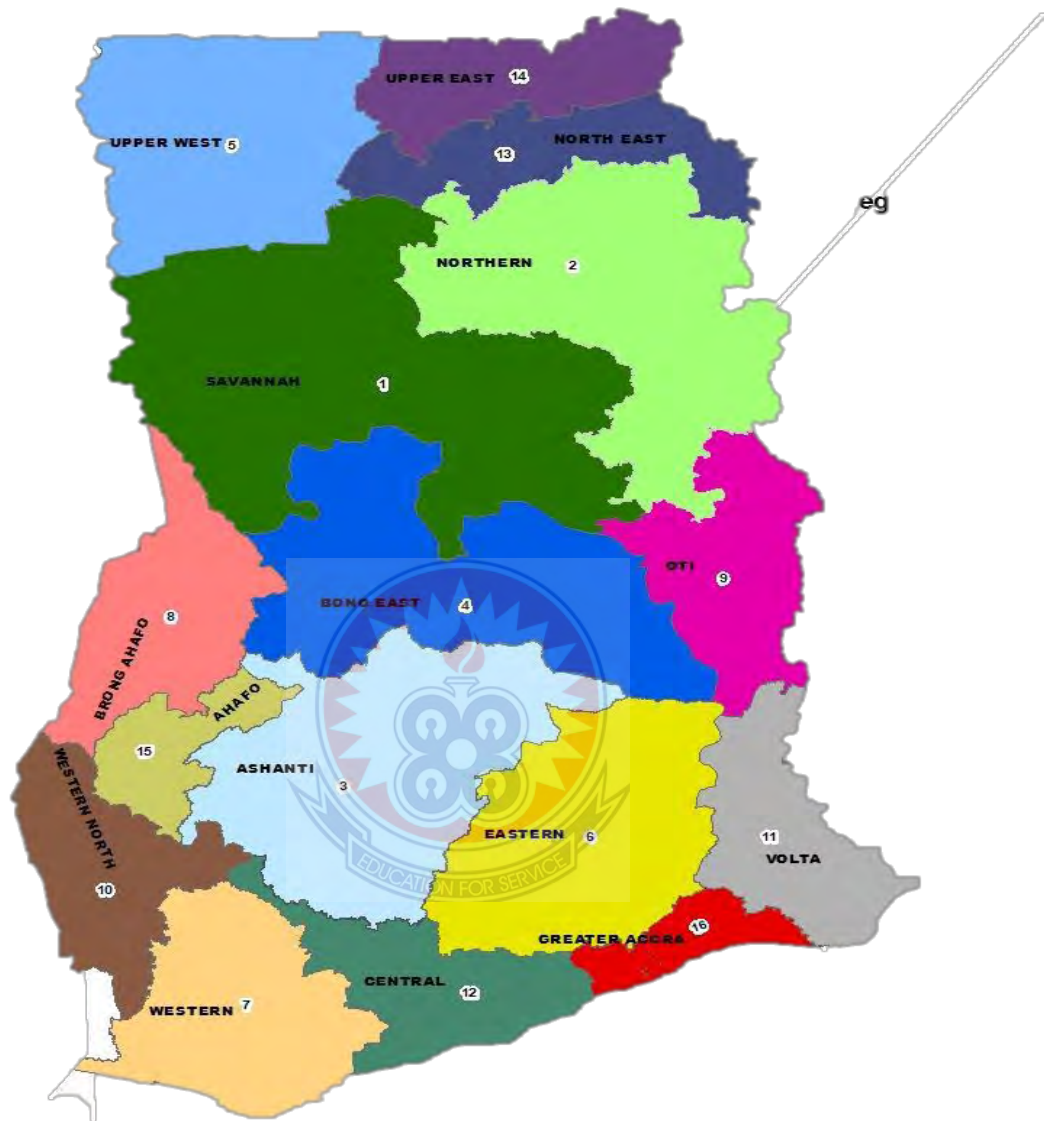 UPPER EAST 14
NORTH EAST
UPPER WEST 5
13
eg
NORTHERN 2
SAVANNAH 1
OTI 9
BONO EAST 4
8
BRONG AHAFO
AHAFO
15
WESTERN NORTH
ASHANTI
3
EASTERN 6
11
VOLTA
EDUCATION FOR SERVICE
10
16
GREATER ACCRA
CENTRAL
12
WESTERN 7